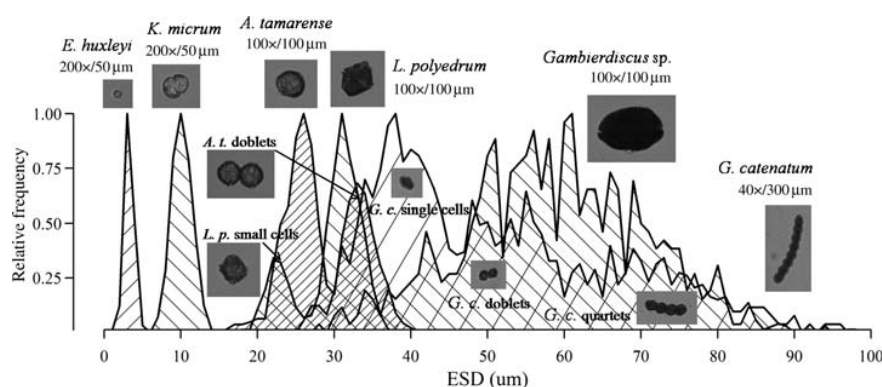 E. huxleyi
200×/50 μm
K. micrum
200×/50 μm
A. tamarense
100×/100 μm
L. polyedrum
100×/100 μm
Gambierdiscus sp.
100×/100 μm
G. catenatum
40×/300 μm
A. t. doblets
L. p. small cells
G. c. single cells
G. c. doblets
G. c. quartets
Relative frequency
1.00
0.75
0.50
0.25
0 10 20 30 40 50 60 70 80 90 100
ESD (um)